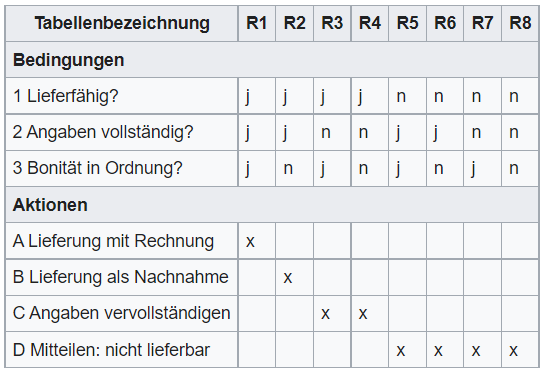 Tabellenbezeichnung R1 R2 R3 R4 R5 R6 R7 R8
Bedingungen
1 Lieferfähig? j j j j n n n n
2 Angaben vollständig? j j n n j j n n
3 Bonität in Ordnung? j n j n j n j n
Aktionen
A Lieferung mit Rechnung x
B Lieferung als Nachnahme x
C Angaben vervollständigen x x
D Mitteilen: nicht lieferbar x x x x